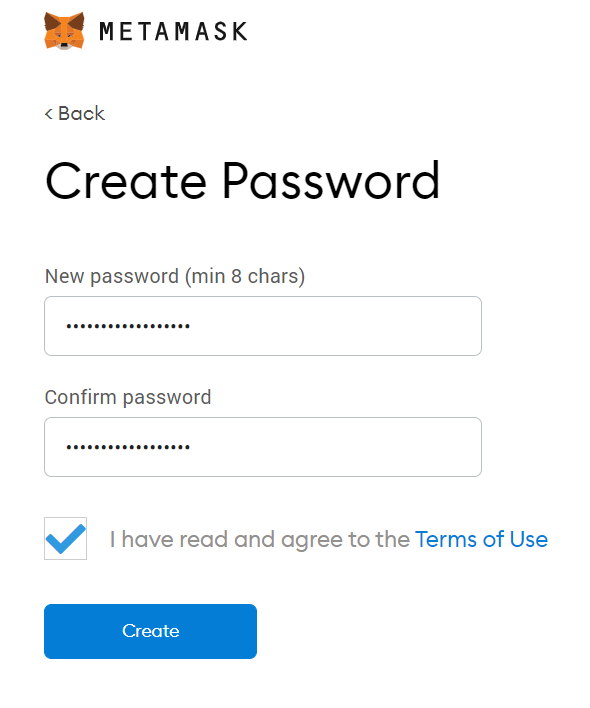 METAMASK
< Back
Create Password
New password (min 8 chars)
••••••••••••••••••
Confirm password
••••••••••••••••••
I have read and agree to the Terms of Use
Create